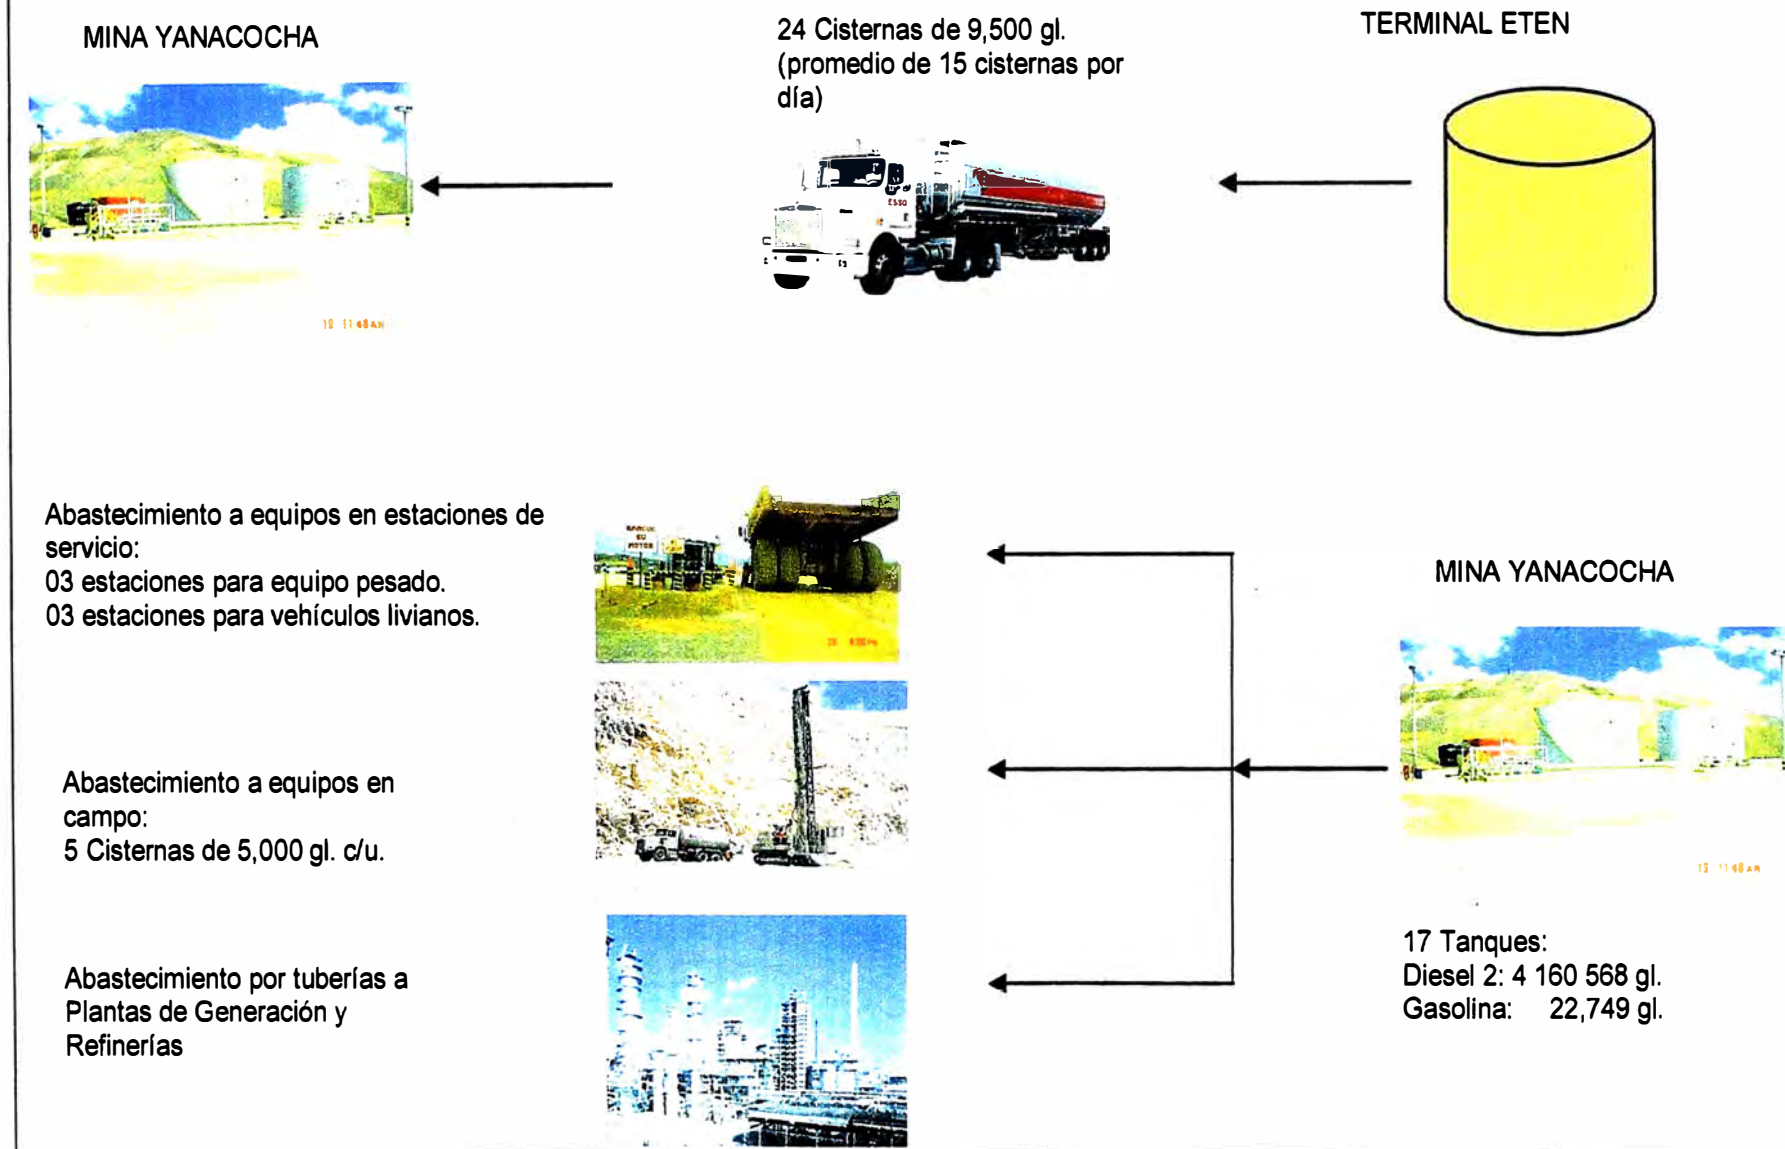 MINA YANACOCHA
24 Cisternas de 9,500 gl.
(promedio de 15 cisternas por
día)
TERMINAL ETEN
ESSO
Abastecimiento a equipos en estaciones de
servicio:
03 estaciones para equipo pesado.
03 estaciones para vehículos livianos.
SU
MOTOR
MINA YANACOCHA
Abastecimiento a equipos en
campo:
5 Cisternas de 5,000 gl. c/u.
17 Tanques:
Diesel 2: 4 160 568 gl.
Gasolina: 22,749 gl.
Abastecimiento por tuberías a
Plantas de Generación y
Refinerías